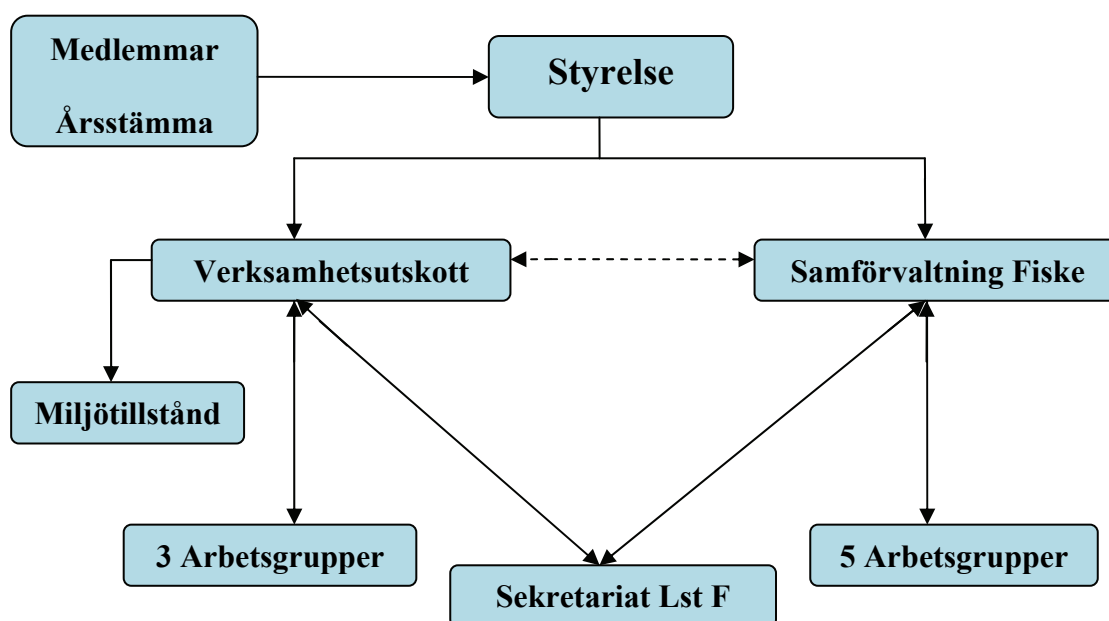 Medlemmar
Årsstämma
Styrelse
Verksamhetsutskott
Samförvaltning Fiske
Miljötillstånd
3 Arbetsgrupper
5 Arbetsgrupper
Sekretariat Lst F